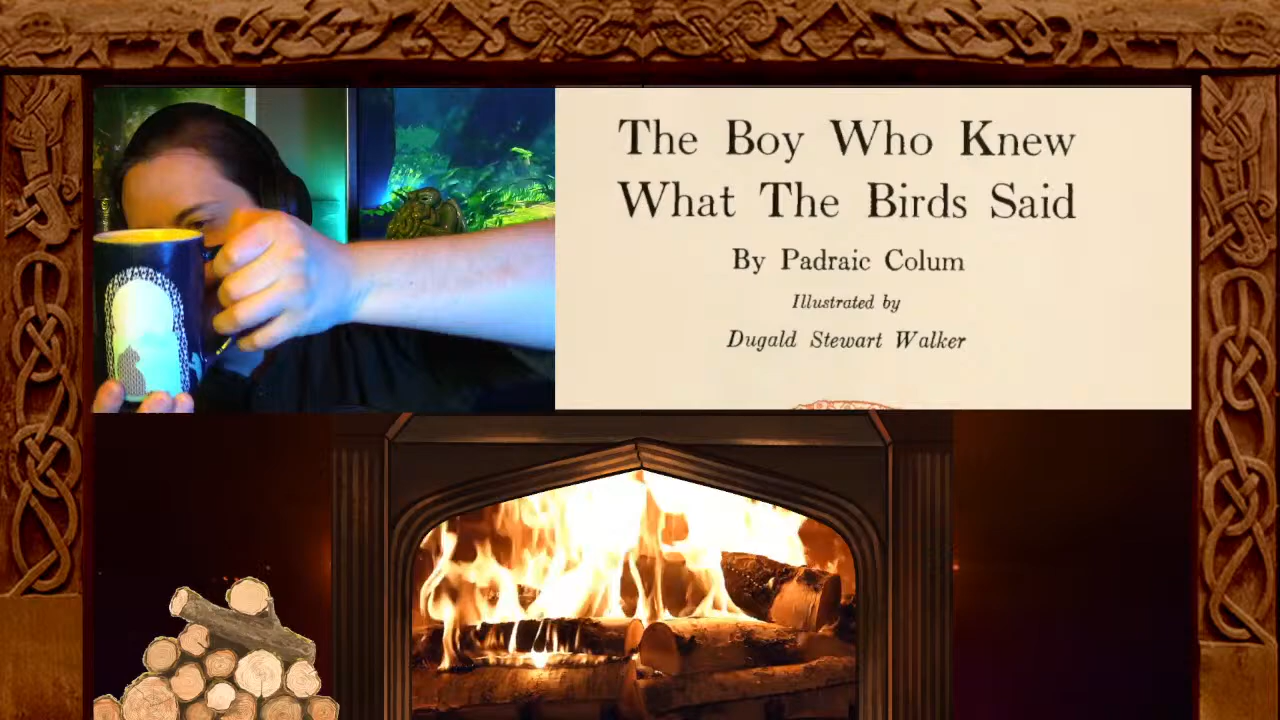 The Boy Who Knew
What The Birds Said
By Padraic Colum
Illustrated by
Dugald Stewart Walker